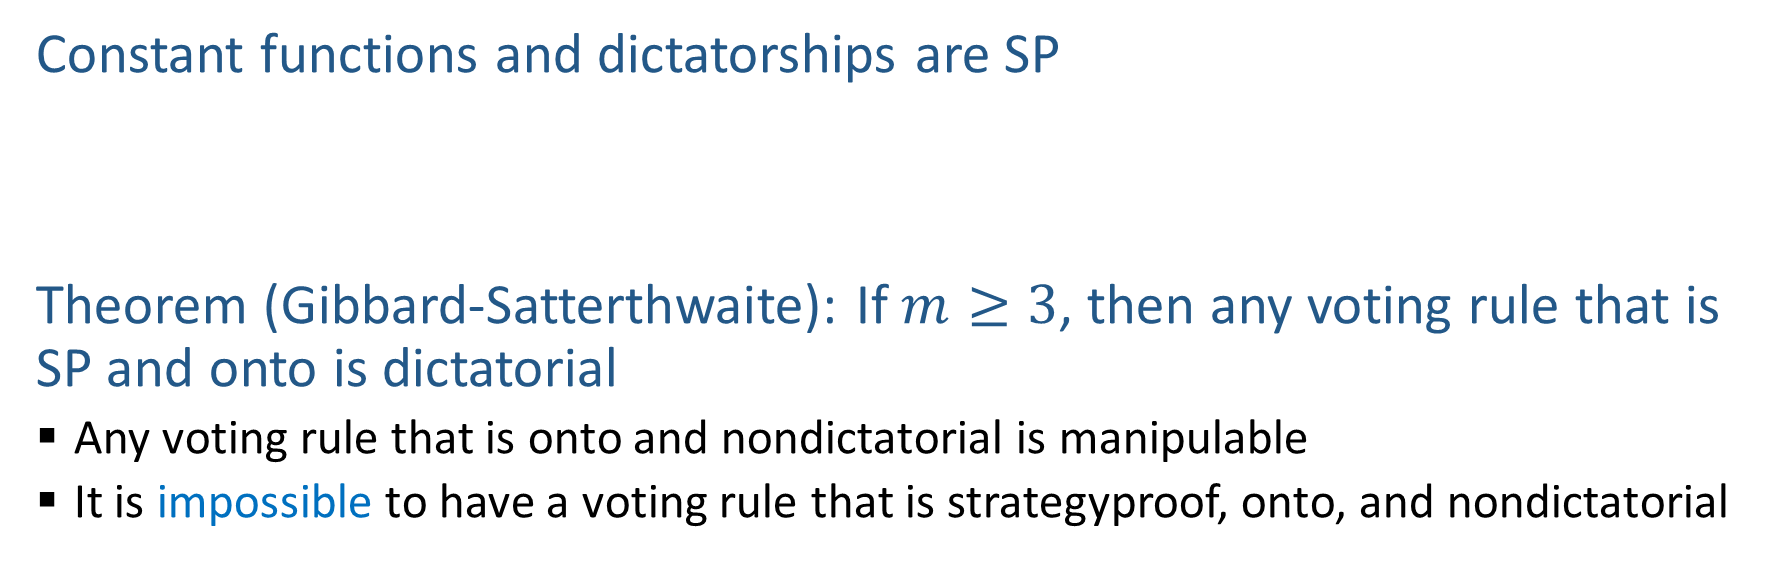 Constant functions and dictatorships are SP
Theorem (Gibbard-Satterthwaite): If m ≥ 3, then any voting rule that is
SP and onto is dictatorial
▪ Any voting rule that is onto and nondictatorial is manipulable
▪ It is impossible to have a voting rule that is strategyproof, onto, and nondictatorial